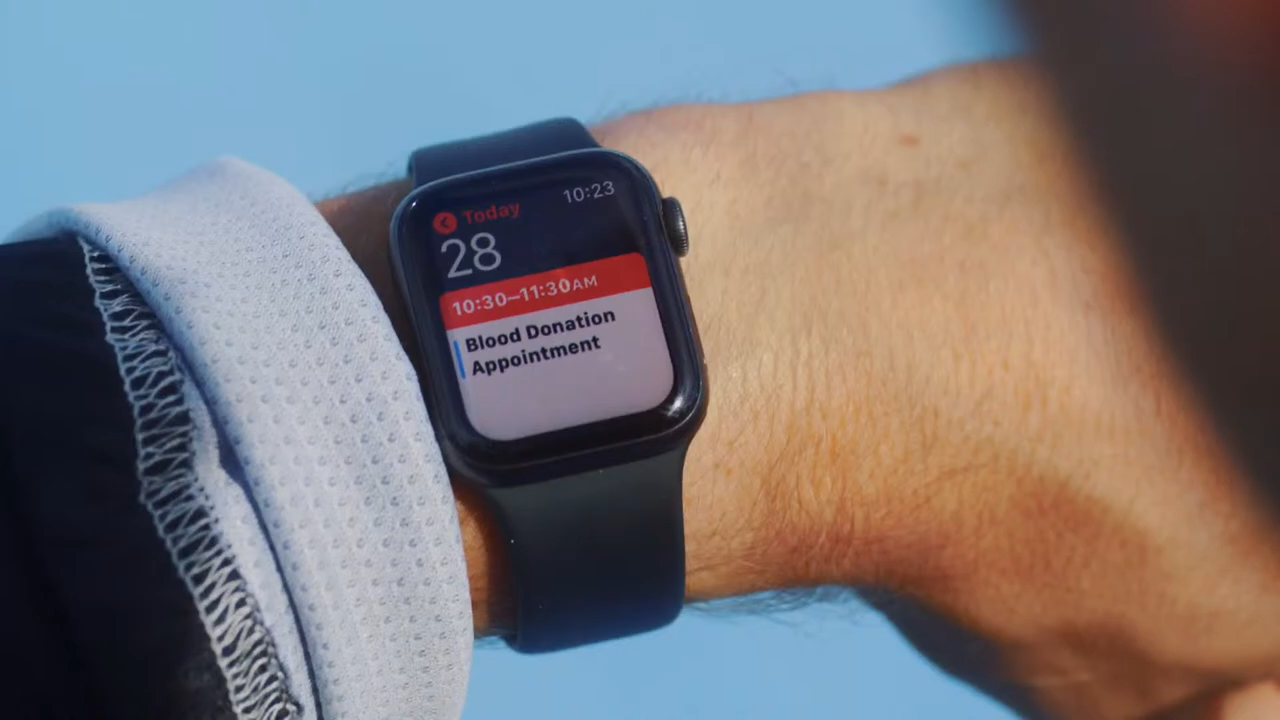 Today 10:23
28
10:30–11:30AM
Blood Donation
Appointment